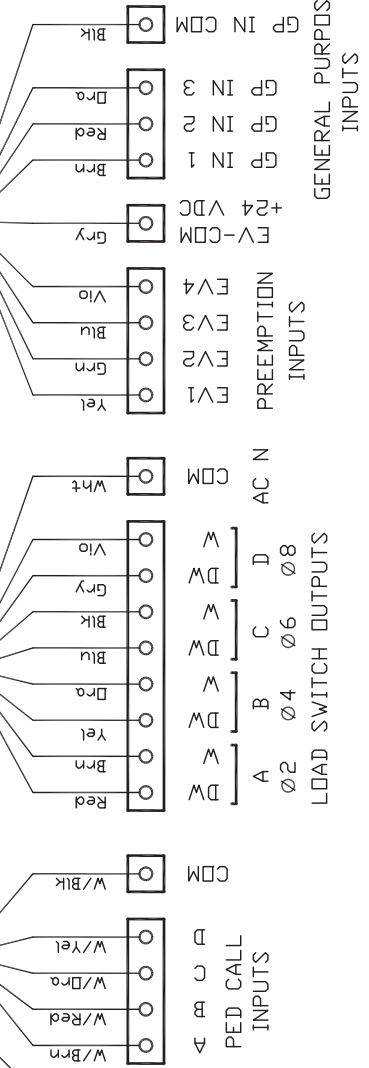 Blk GP IN COM
Ora GP IN 3
Red GP IN 2
Brn GP IN 1
GENERAL PURPOS
INPUTS
Gry +24 VDC
EV-COM
Vio EV4
Blu EV3
Grn EV2
Yel EV1
PREEMPTION
INPUTS
Wht COM AC N
Vio W
Gry DW
D
Ø8
Blk W
Blu DW
C
Ø6
Ora W
Yel DW
B
Ø4
Brn W
Red DW
A
Ø2
LOAD SWITCH OUTPUTS
W/Blk COM
W/Yel D
W/Ora C
W/Red B
W/Brn A
PED CALL
INPUTS